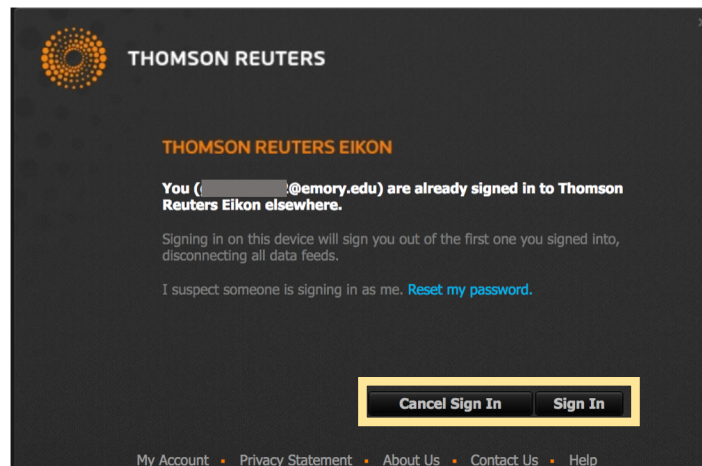 THOMSON REUTERS
THOMSON REUTERS EIKON
You ( @emory.edu) are already signed in to Thomson
Reuters Eikon elsewhere.
Signing in on this device will sign you out of the first one you signed into,
disconnecting all data feeds.
I suspect someone is signing in as me. Reset my password.
Cancel Sign In Sign In
My Account ▪ Privacy Statement ▪ About Us ▪ Contact Us ▪ Help